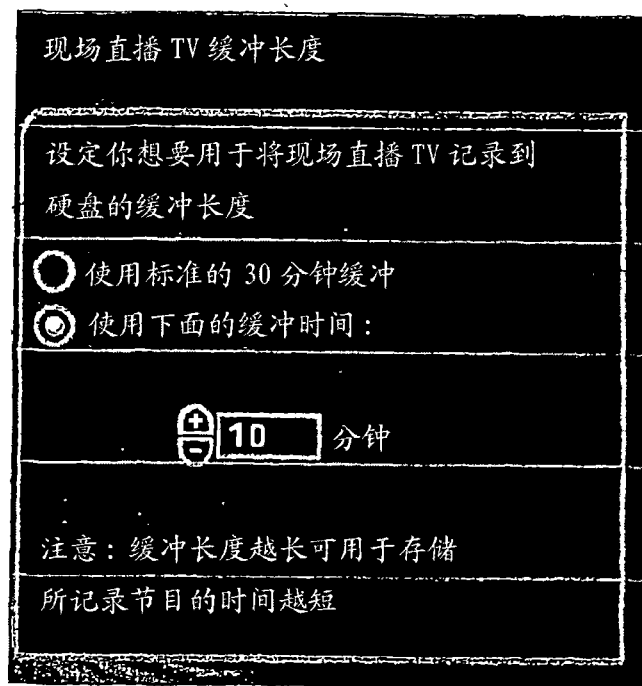 现场直播 TV 缓冲长度
设定你想要用于将现场直播 TV 记录到
硬盘的缓冲长度
使用标准的 30 分钟缓冲
使用下面的缓冲时间：
+
10 分钟
-
注意：缓冲长度越长可用于存储
所记录节目的时间越短